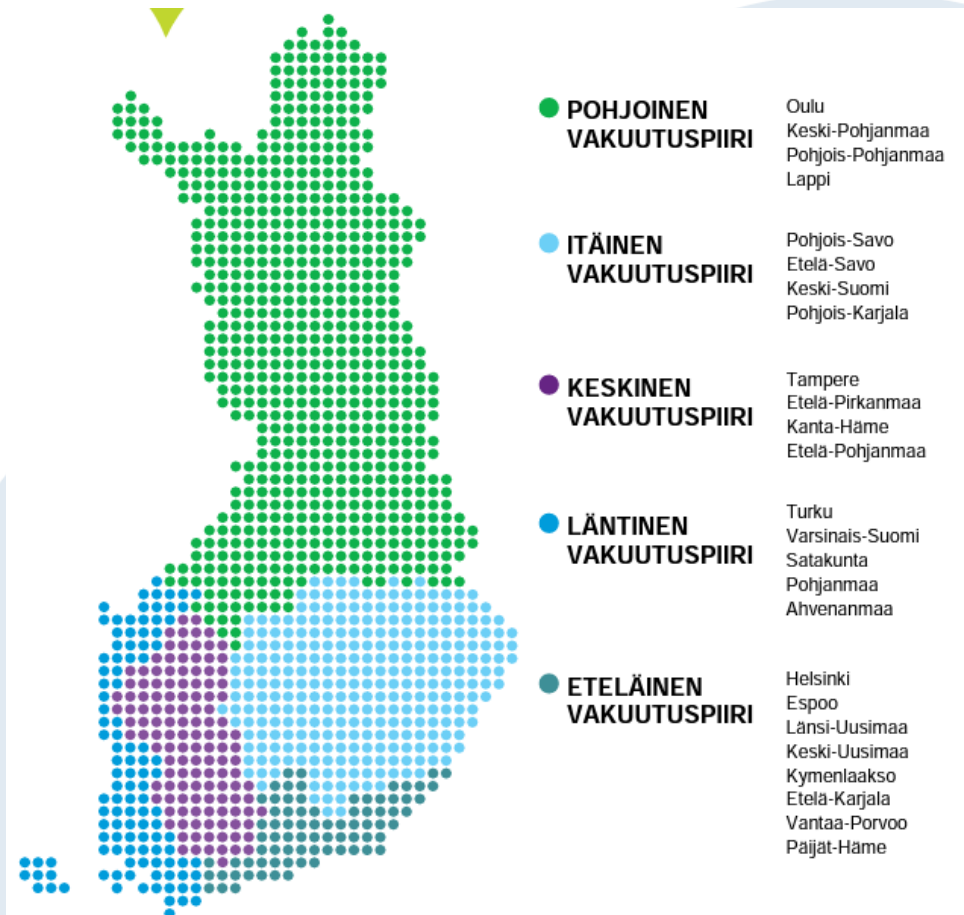 POHJOINEN
VAKUUTUSPIIRI
Oulu
Keski-Pohjanmaa
Pohjois-Pohjanmaa
Lappi
ITÄINEN
VAKUUTUSPIIRI
Pohjois-Savo
Etelä-Savo
Keski-Suomi
Pohjois-Karjala
KESKINEN
VAKUUTUSPIIRI
Tampere
Etelä-Pirkanmaa
Kanta-Häme
Etelä-Pohjanmaa
LÄNTINEN
VAKUUTUSPIIRI
Turku
Varsinais-Suomi
Satakunta
Pohjanmaa
Ahvenanmaa
ETELÄINEN
VAKUUTUSPIIRI
Helsinki
Espoo
Länsi-Uusimaa
Keski-Uusimaa
Kymenlaakso
Etelä-Karjala
Vantaa-Porvoo
Päijät-Häme